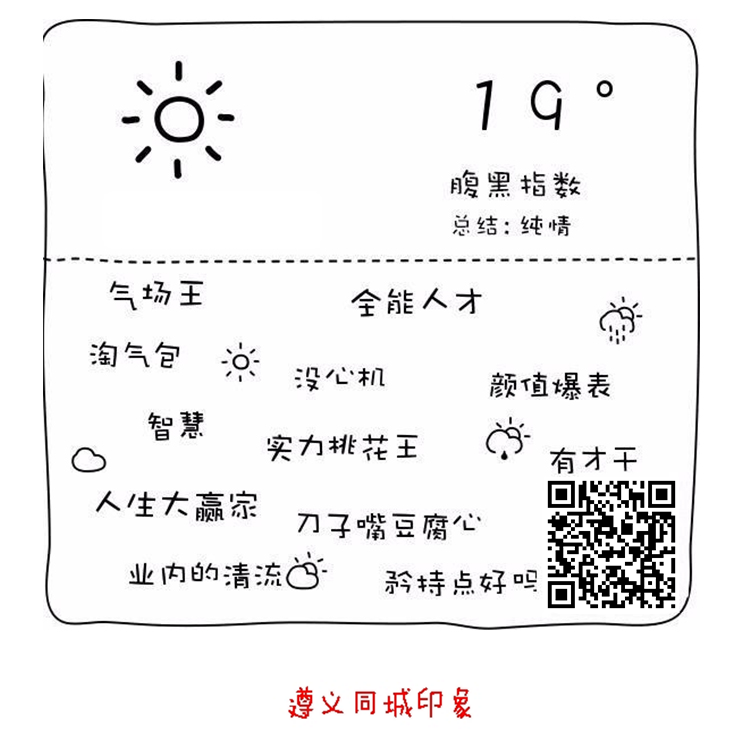 19°
腹黑指数
总结：纯情
气场王
全能人才
淘气包
没心机
颜值爆表
智慧
实力桃花王
有才干
人生大赢家
刀子嘴豆腐心
业内的清流
矜持点好吗
遵义同城印象